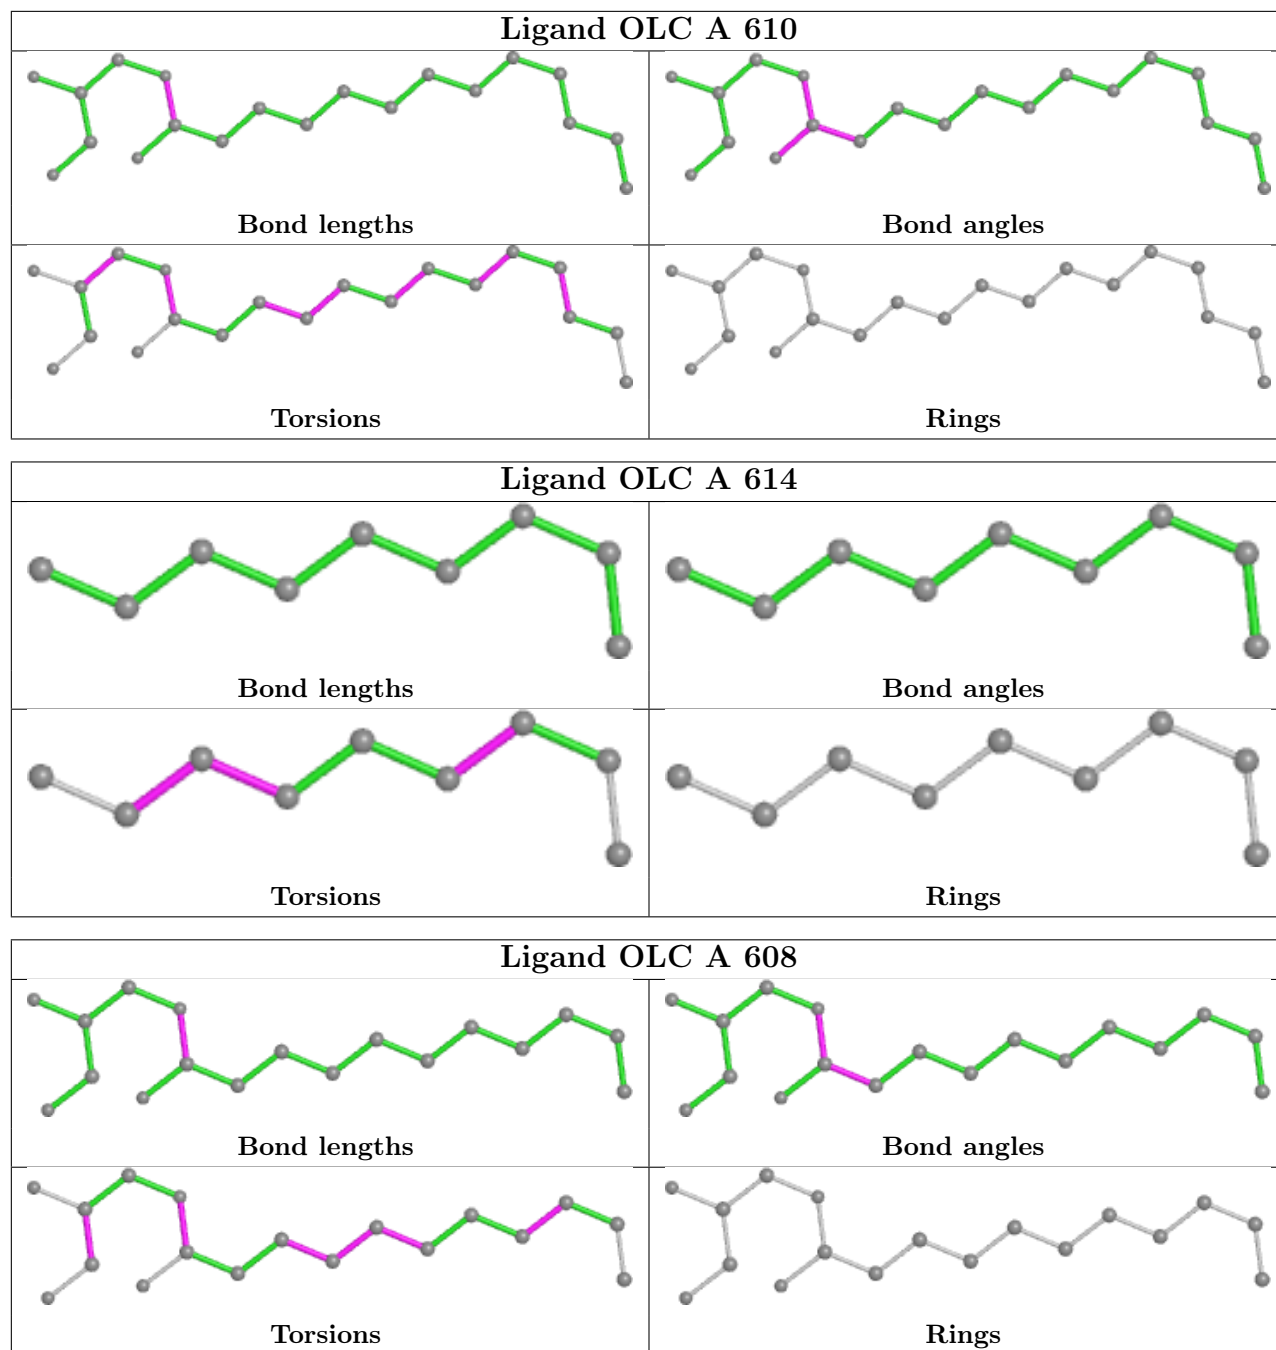 Ligand OLC A 610
Bond lengths
Bond angles
Torsions
Rings
Ligand OLC A 614
Bond lengths
Bond angles
Torsions
Rings
Ligand OLC A 608
Bond lengths
Bond angles
Torsions
Rings